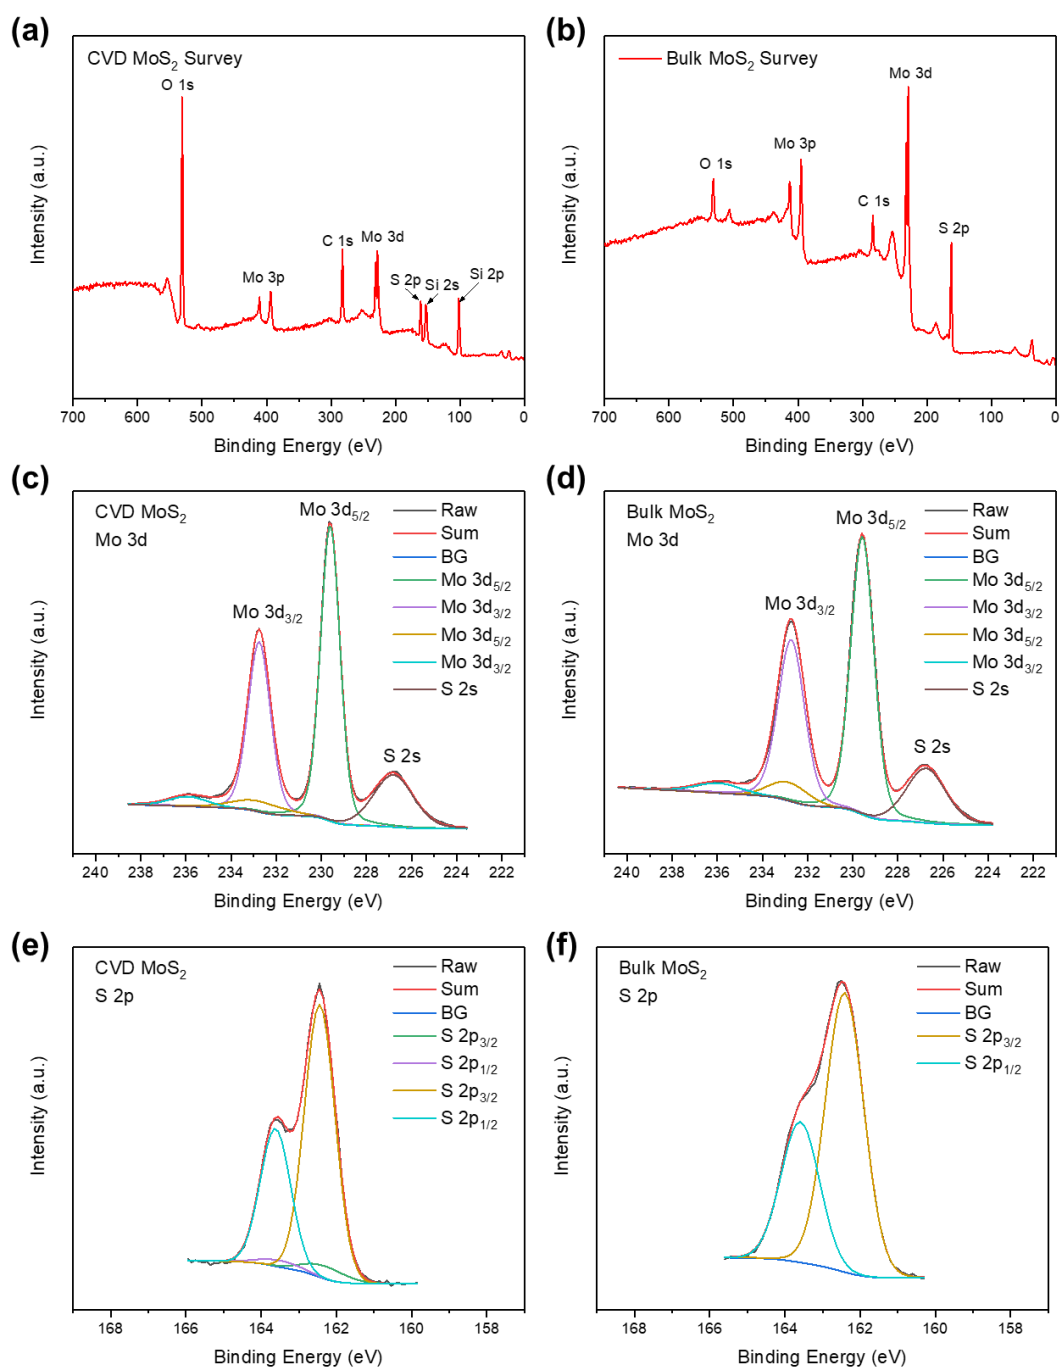 (a)
CVD MoS₂ Survey
O 1s
Mo 3p
C 1s
Mo 3d
S 2p
Si 2s
Si 2p
Intensity (a.u.)
700 600 500 400 300 200 100 0
Binding Energy (eV)
(b)
Bulk MoS₂ Survey
O 1s
Mo 3p
C 1s
Mo 3d
S 2p
Intensity (a.u.)
700 600 500 400 300 200 100 0
Binding Energy (eV)
(c)
CVD MoS₂
Mo 3d
Mo 3d₃/₂
Mo 3d₅/₂
S 2s
Raw
Sum
BG
Mo 3d₅/₂
Mo 3d₃/₂
Mo 3d₅/₂
Mo 3d₃/₂
S 2s
Intensity (a.u.)
240 238 236 234 232 230 228 226 224 222
Binding Energy (eV)
(d)
Bulk MoS₂
Mo 3d
Mo 3d₃/₂
Mo 3d₅/₂
S 2s
Raw
Sum
BG
Mo 3d₅/₂
Mo 3d₃/₂
Mo 3d₅/₂
Mo 3d₃/₂
S 2s
Intensity (a.u.)
240 238 236 234 232 230 228 226 224 222
Binding Energy (eV)
(e)
CVD MoS₂
S 2p
Raw
Sum
BG
S 2p₃/₂
S 2p₁/₂
S 2p₃/₂
S 2p₁/₂
Intensity (a.u.)
168 166 164 162 160 158
Binding Energy (eV)
(f)
Bulk MoS₂
S 2p
Raw
Sum
BG
S 2p₃/₂
S 2p₁/₂
Intensity (a.u.)
168 166 164 162 160 158
Binding Energy (eV)